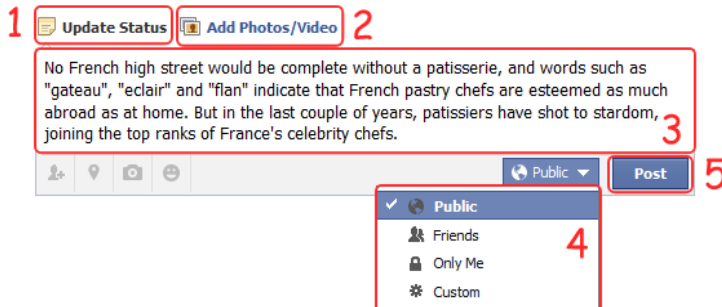 1 Update Status Add Photos/Video 2
No French high street would be complete without a patisserie, and words such as
"gateau", "eclair" and "flan" indicate that French pastry chefs are esteemed as much
abroad as at home. But in the last couple of years, patissiers have shot to stardom,
joining the top ranks of France's celebrity chefs. 3
Public Post 5
Public
Friends 4
Only Me
Custom